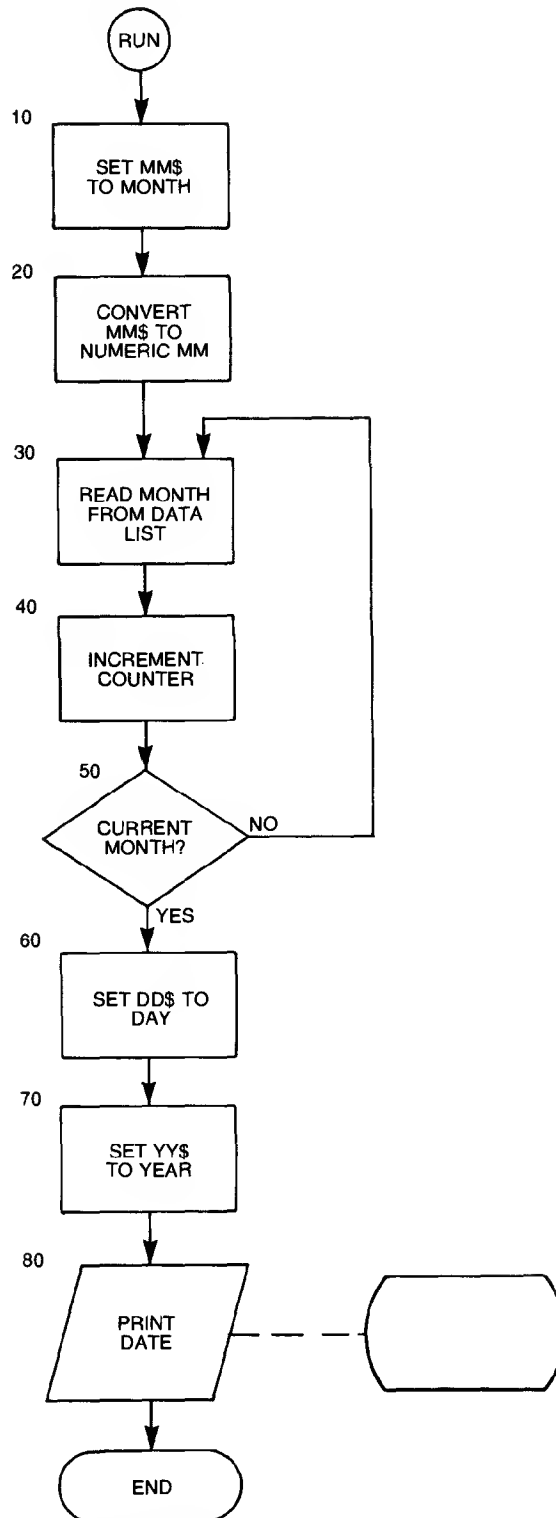 RUN
10
SET MM$
TO MONTH
20
CONVERT
MM$ TO
NUMERIC MM
30
READ MONTH
FROM DATA
LIST
40
INCREMENT
COUNTER
50
CURRENT
MONTH?
NO
YES
60
SET DD$ TO
DAY
70
SET YY$
TO YEAR
80
PRINT
DATE
END